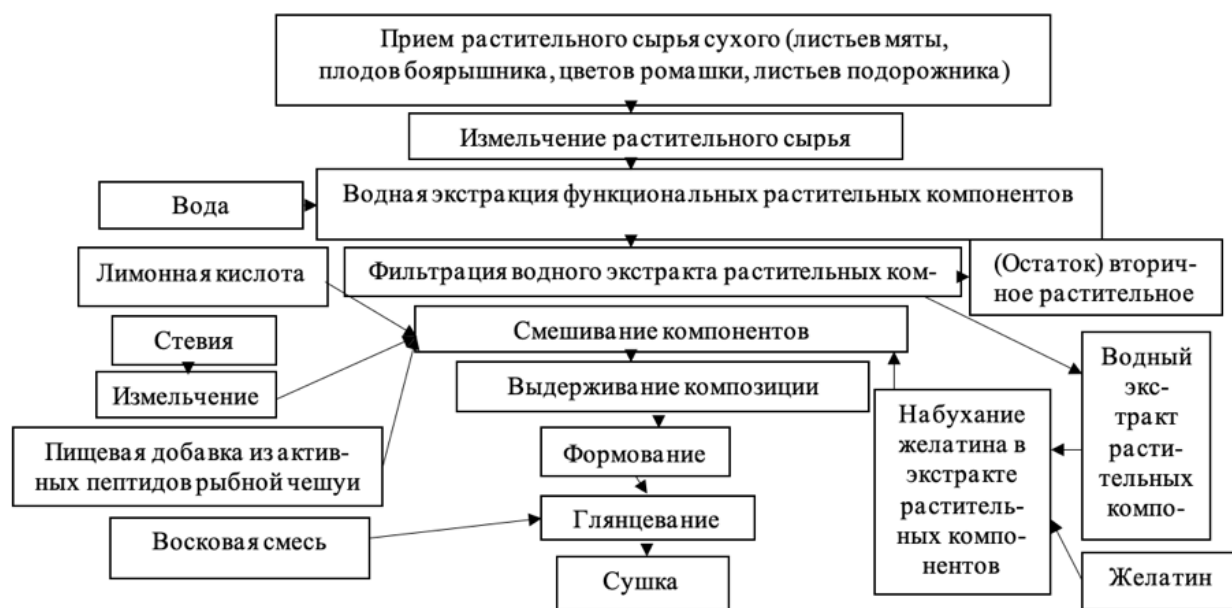 Прием растительного сырья сухого (листьев мяты,
плодов боярышника, цветов ромашки, листьев подорожника)
Измельчение растительного сырья
Водная экстракция функциональных растительных компонентов
Вода
Фильтрация водного экстракта растительных ком-
(Остаток) вторич-
ное растительное
Лимонная кислота
Смешивание компонентов
Стевия
Измельчение
Выдерживание композиции
Пищевая добавка из актив-
ных пептидов рыбной чешуи
Формование
Набухание
желатина в
экстракте
раститель-
ных компо-
нентов
Водный
эк-
стракт
расти-
тельных
компо-
Восковая смесь
Глянцевание
Желатин
Сушка